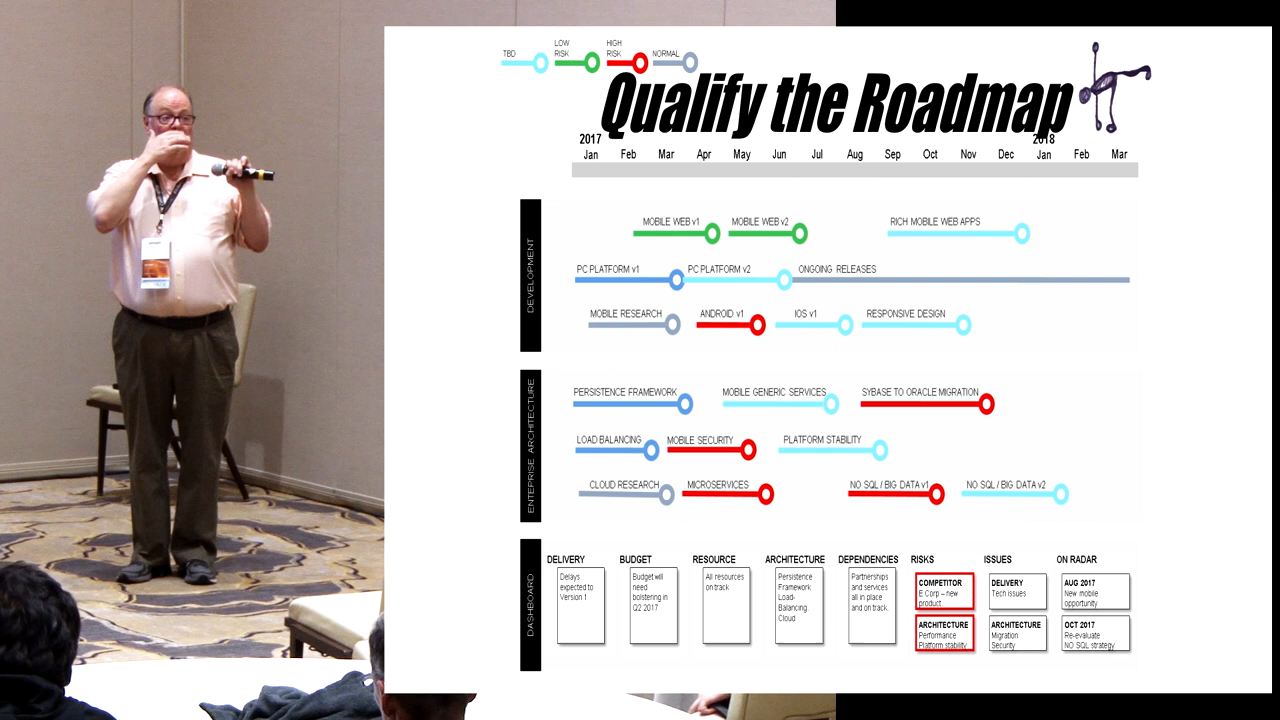 TBD
LOW
RISK
HIGH
RISK
NORMAL
Qualify the Roadmap
2017
2018
Jan Feb Mar Apr May Jun Jul Aug Sep Oct Nov Dec Jan Feb Mar
DEVELOPMENT
MOBILE WEB v1 MOBILE WEB v2 RICH MOBILE WEB APPS
PC PLATFORM v1 PC PLATFORM v2 ONGOING RELEASES
MOBILE RESEARCH ANDROID v1 IOS v1 RESPONSIVE DESIGN
ENTEPRISE ARCHITECTURE
PERSISTENCE FRAMEWORK MOBILE GENERIC SERVICES SYBASE TO ORACLE MIGRATION
LOAD BALANCING MOBILE SECURITY PLATFORM STABILITY
CLOUD RESEARCH MICROSERVICES NO SQL / BIG DATA v1 NO SQL / BIG DATA v2
DASHBOARD
DELIVERY
Delays
expected to
Version 1
BUDGET
Budget will
need
bolstering in
Q2 2017
RESOURCE
All resources
on track
ARCHITECTURE
Persistence
Framework
Load-
Balancing.
Cloud
DEPENDENCIES
Partnerships
and services
all in place
and on track.
RISKS
COMPETITOR
E Corp – new
product.
ARCHITECTURE
Performance
Platform stability
ISSUES
DELIVERY
Tech issues
ARCHITECTURE
Migration
Security
ON RADAR
AUG 2017
New mobile
opportunity
OCT 2017
Re-evaluate
NO SQL strategy